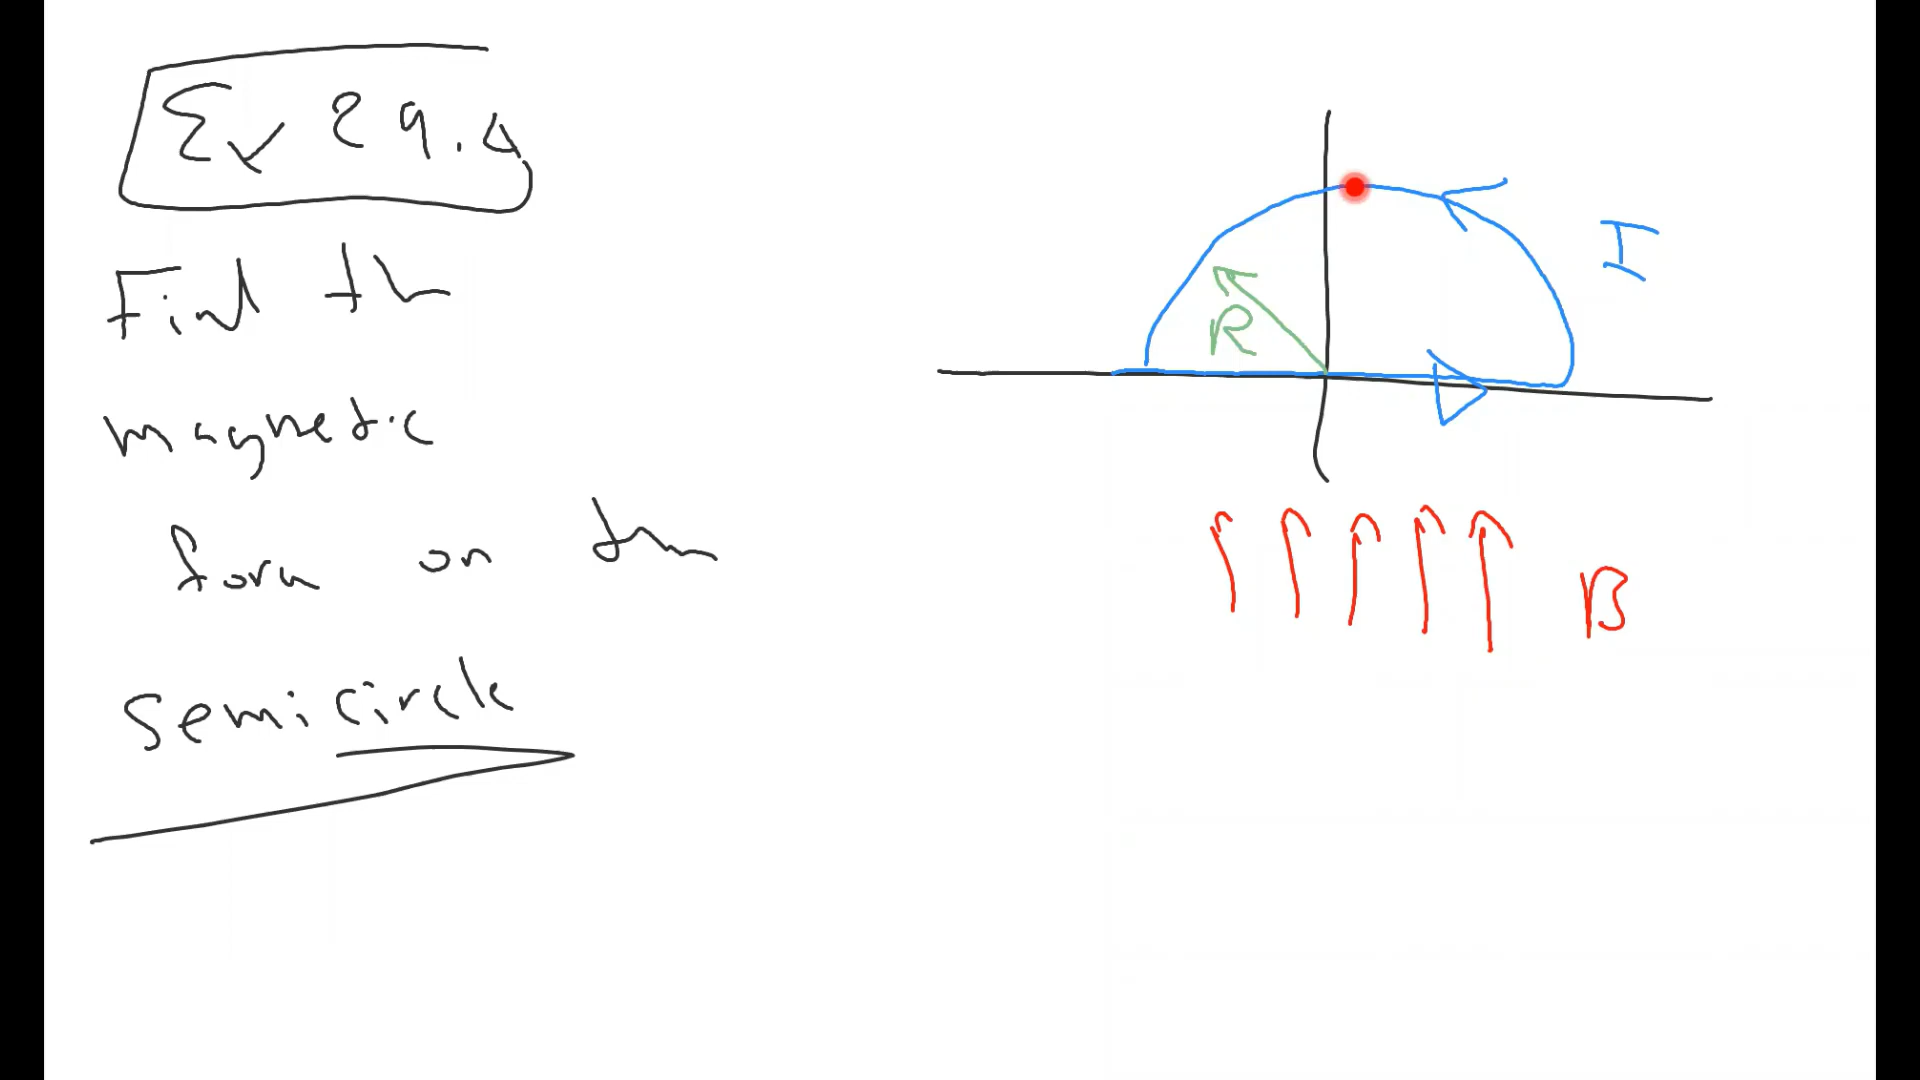 Ex 29.4
Find the
magnetic
force on the
semicircle
I
R
B